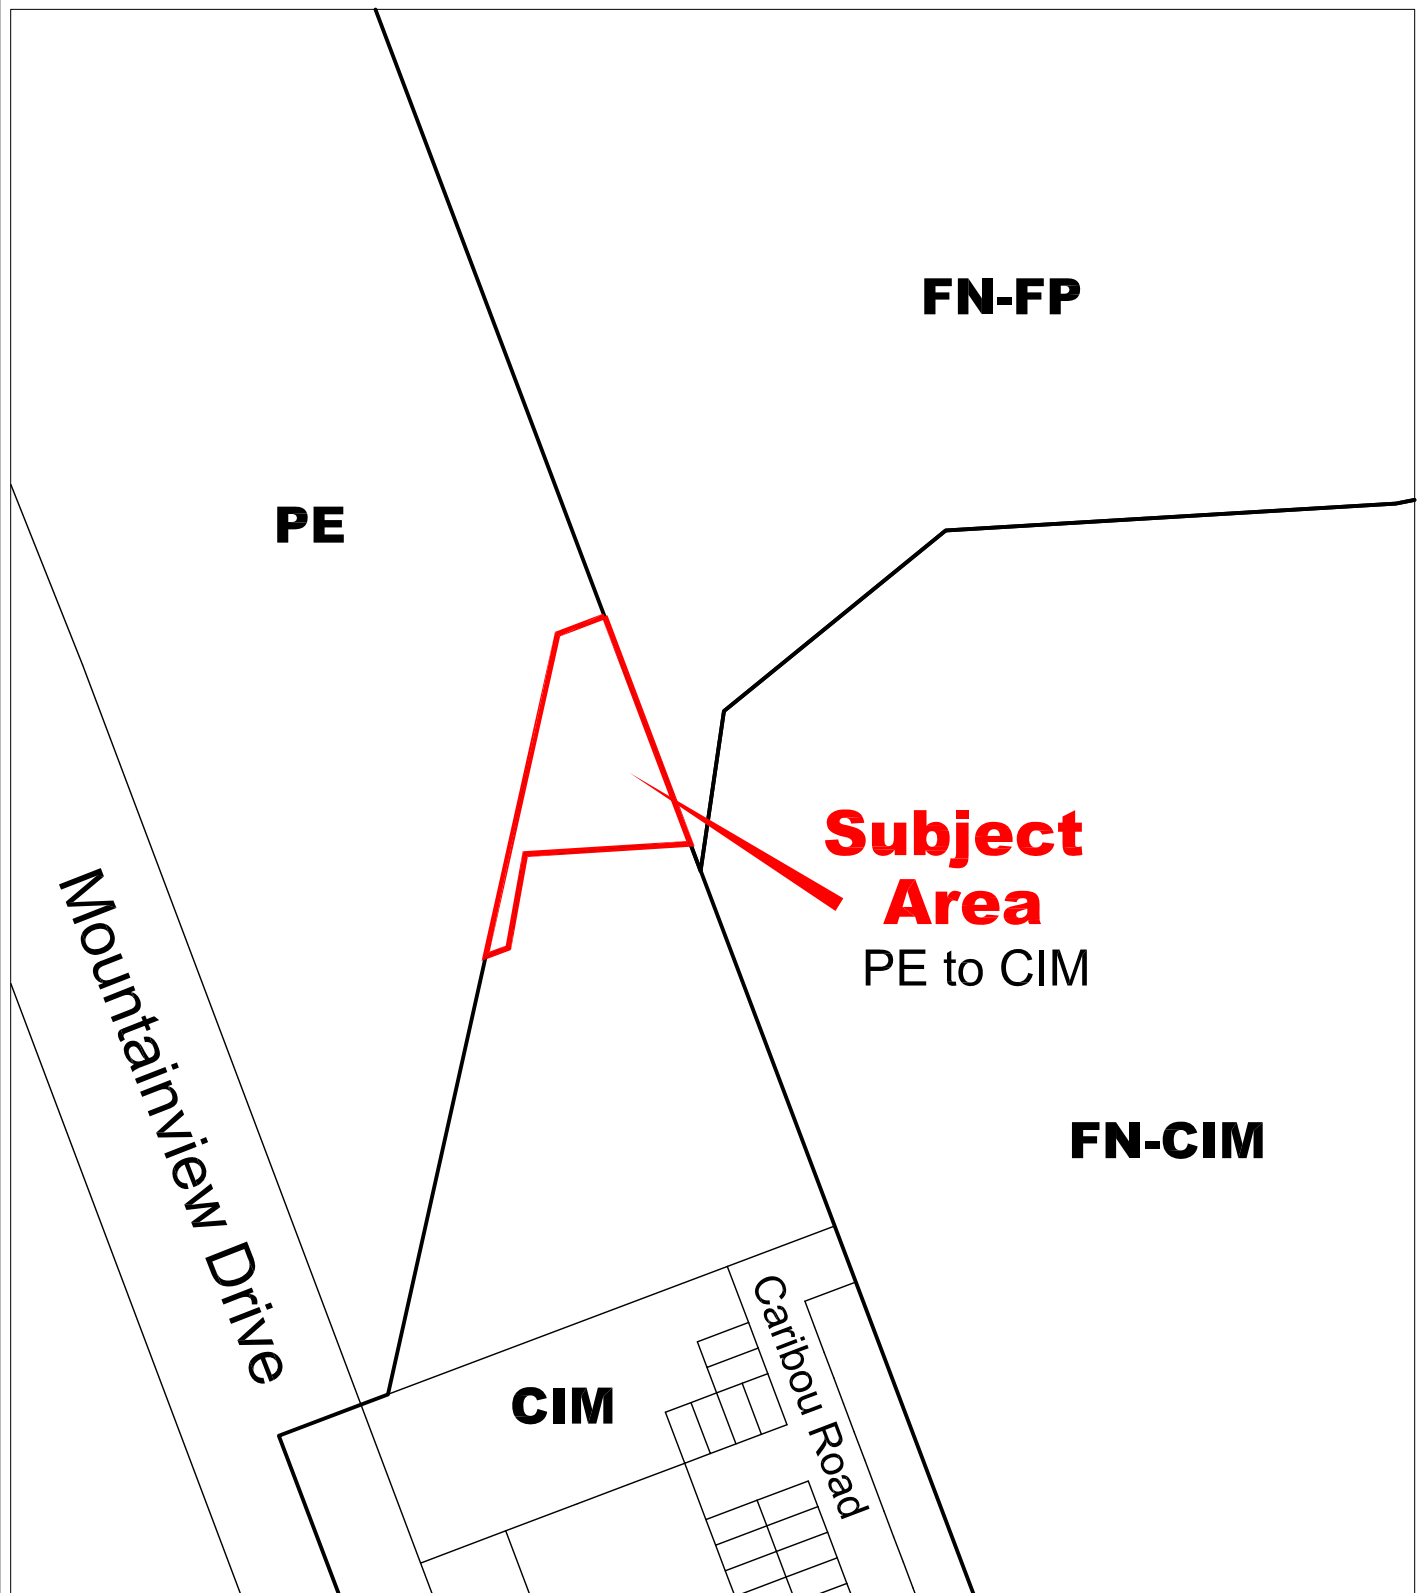 FN-FP
PE
Subject
Area
PE to CIM
Mountainview Drive
FN-CIM
Caribou Road
CIM